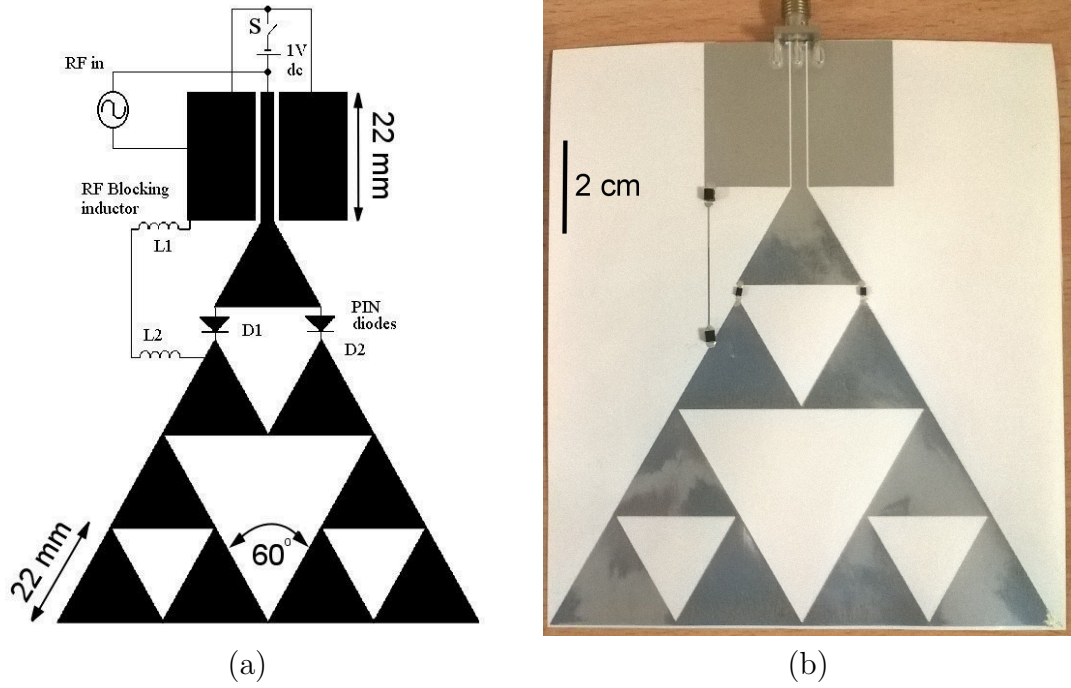 S
1V
dc
RF in
22 mm
RF Blocking
inductor
L1
L2
D1
PIN
diodes
D2
60°
22 mm
2 cm
(a)
(b)